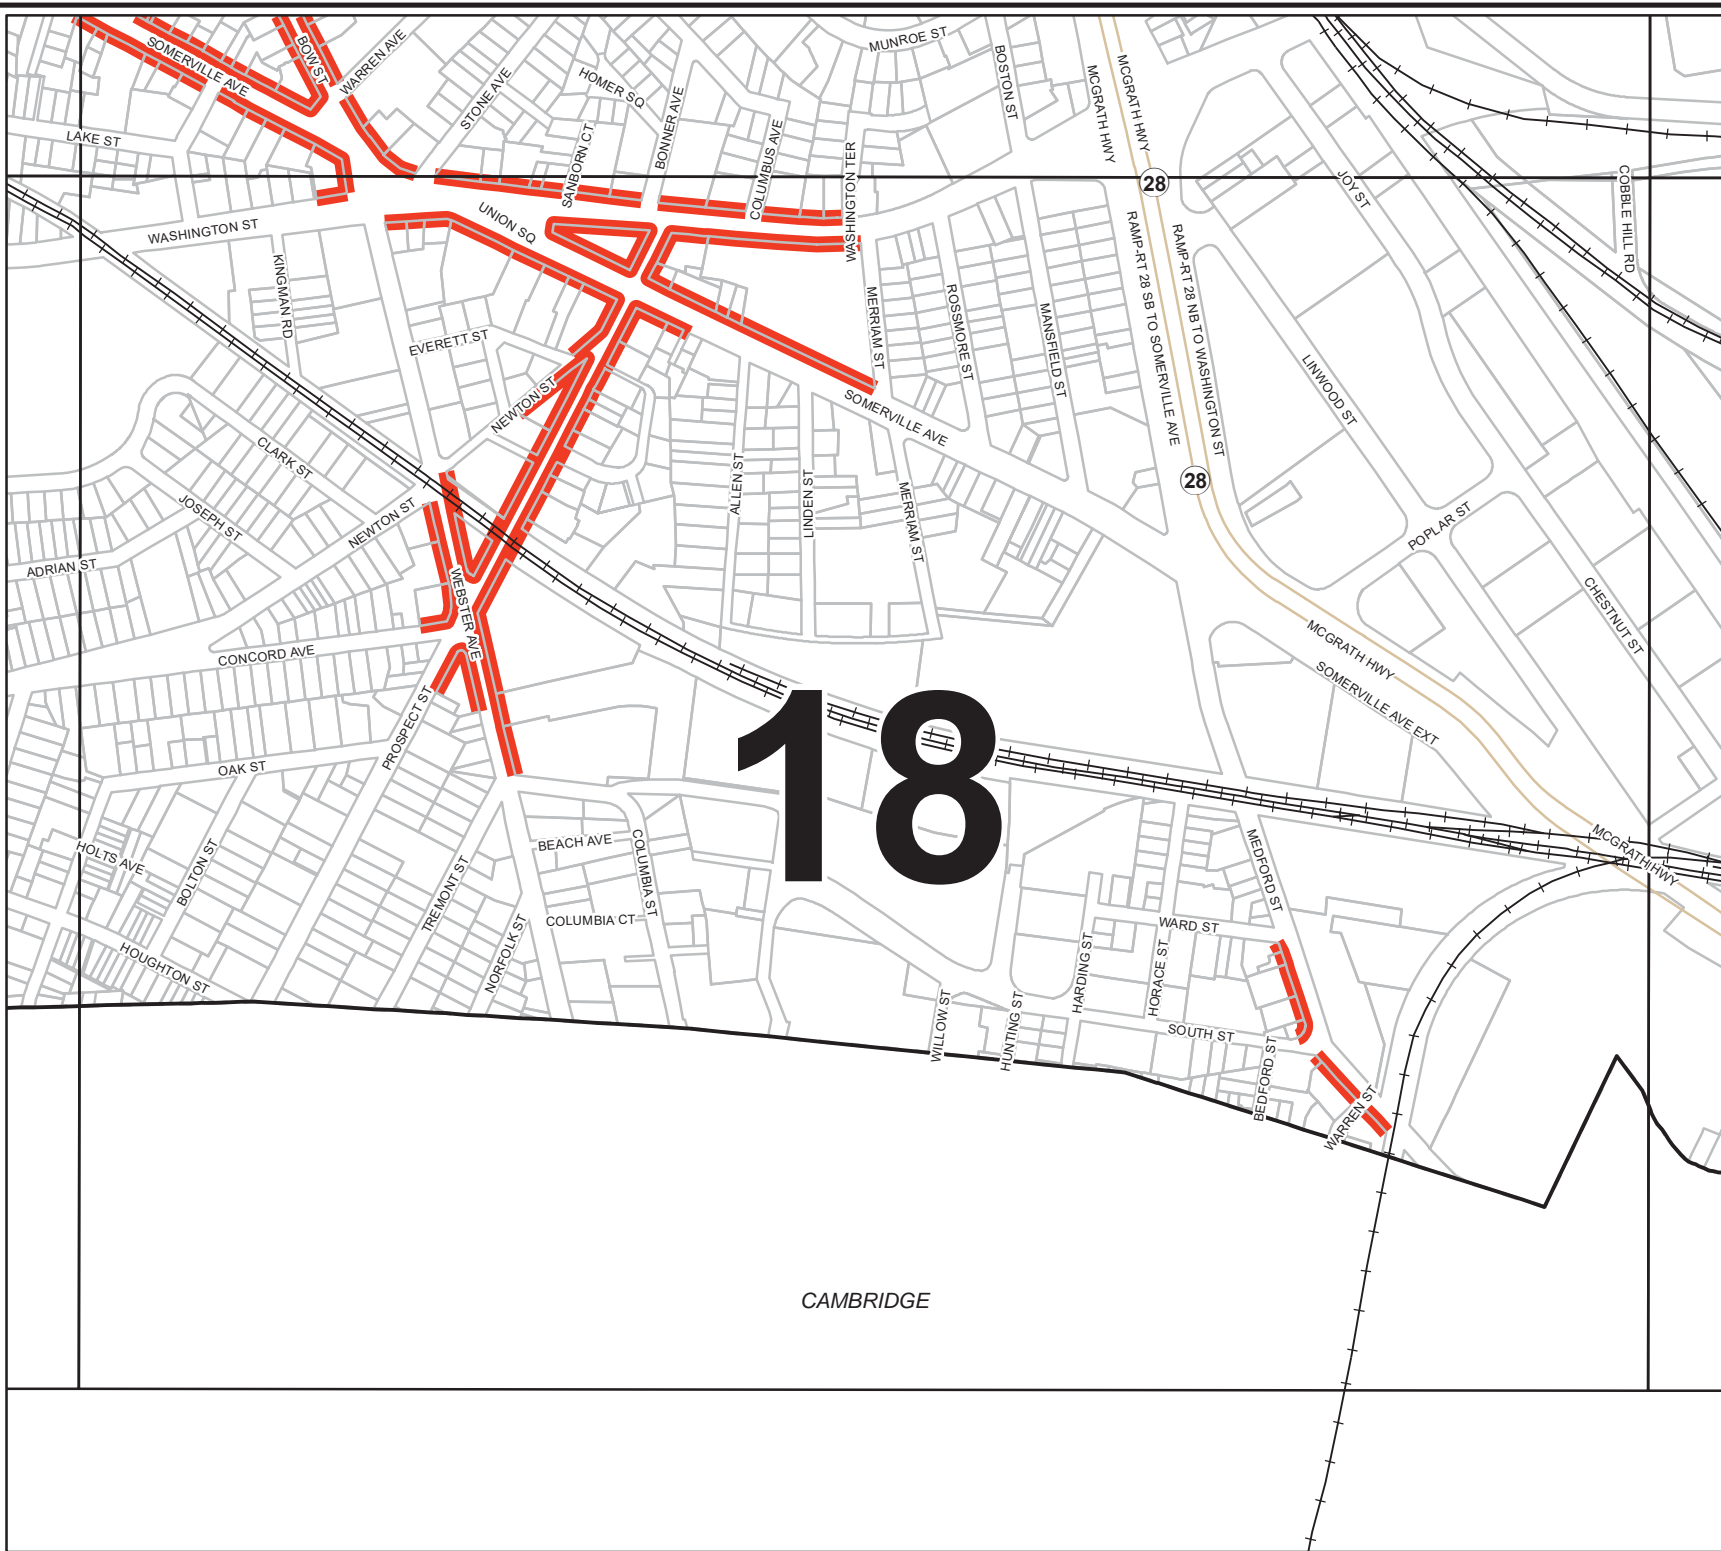 MUNROE ST
BOSTON ST
MCGRATH HWY
MCGRATH HWY
SOMERVILLE AVE
BOW ST
WARREN AVE
STONE AVE
HOMER SQ
BONNER AVE
SANBORN CT
COLUMBUS AVE
WASHINGTON TER
LAKE ST
28
JOY ST
COBBLE HILL RD
WASHINGTON ST
UNION SQ
KINGMAN RD
EVERETT ST
NEWTON ST
MERRIAM ST
ROSSMORE ST
MANSFIELD ST
RAMP-RT 28 SB TO SOMERVILLE AVE
RAMP-RT 28 NB TO WASHINGTON ST
LINWOOD ST
SOMERVILLE AVE
CLARK ST
JOSEPH ST
NEWTON ST
ALLEN ST
LINDEN ST
MERRIAM ST
28
POPLAR ST
ADRIAN ST
WEBSTER AVE
CHESTNUT ST
CONCORD AVE
MCGRATH HWY
SOMERVILLE AVE EXT
PROSPECT ST
OAK ST
18
HOLTS AVE
BOLTON ST
TREMONT ST
BEACH AVE
COLUMBIA ST
MEDFORD ST
MCGRATH HWY
COLUMBIA CT
NORFOLK ST
HOUGHTON ST
WARD ST
HARDING ST
HORACE ST
WILLOW ST
HUNTING ST
SOUTH ST
BEDFORD ST
WARREN ST
CAMBRIDGE